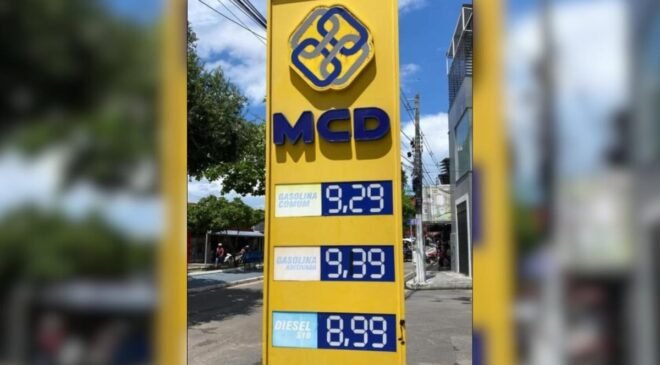 MCD
GASOLINA
COMUM
9,29
GASOLINA
ADITIVADA
9,39
DIESEL
S10
8,99